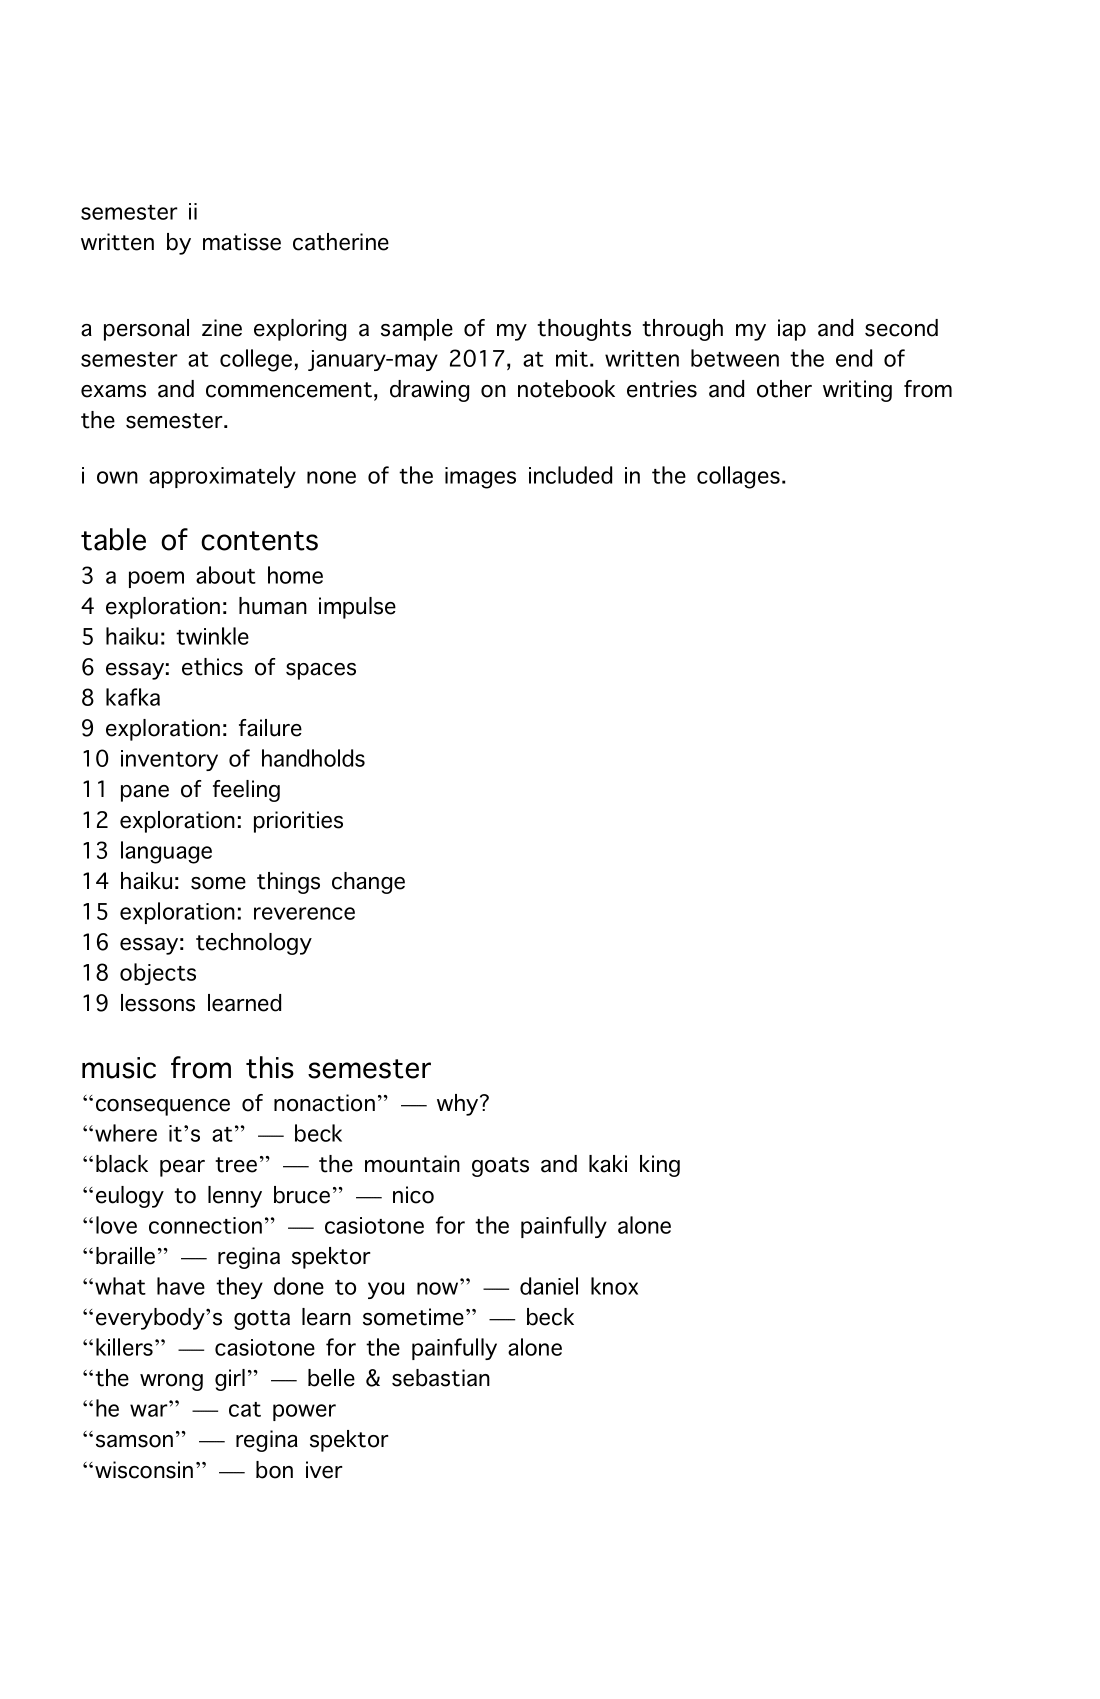 semester ii
written by matisse catherine
a personal zine exploring a sample of my thoughts through my iap and second
semester at college, january-may 2017, at mit. written between the end of
exams and commencement, drawing on notebook entries and other writing from
the semester.
i own approximately none of the images included in the collages.
table of contents
3 a poem about home
4 exploration: human impulse
5 haiku: twinkle
6 essay: ethics of spaces
8 kafka
9 exploration: failure
10 inventory of handholds
11 pane of feeling
12 exploration: priorities
13 language
14 haiku: some things change
15 exploration: reverence
16 essay: technology
18 objects
19 lessons learned
music from this semester
“consequence of nonaction” — why?
“where it’s at” — beck
“black pear tree” — the mountain goats and kaki king
“eulogy to lenny bruce” — nico
“love connection” — casiotone for the painfully alone
“braille” — regina spektor
“what have they done to you now” — daniel knox
“everybody’s gotta learn sometime” — beck
“killers” — casiotone for the painfully alone
“the wrong girl” — belle & sebastian
“he war” — cat power
“samson” — regina spektor
“wisconsin” — bon iver